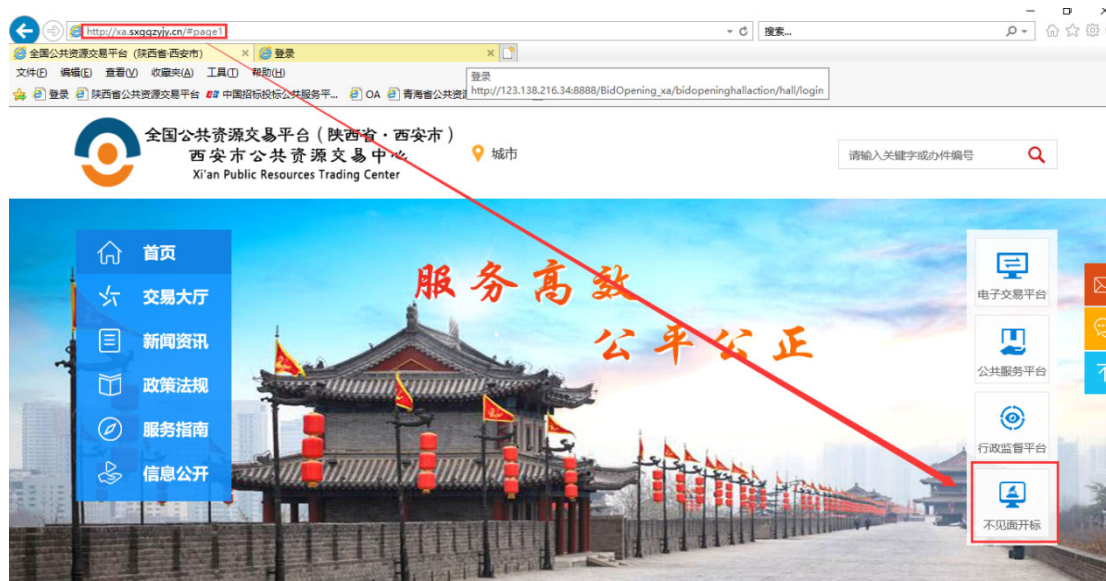 http://xa.sxggzyjy.cn/#page1
搜索...
全国公共资源交易平台（陕西省·西安市）
登录
文件(F) 编辑(E) 查看(V) 收藏夹(A) 工具(T) 帮助(H)
登录
http://123.138.216.34:8888/BidOpening_xa/bidopeninghallaction/hall/login
登录 陕西省公共资源交易平台 中国招标投标公共服务平... OA 青海省公共资
全国公共资源交易平台（陕西省·西安市）
西安市公共资源交易中心
Xi'an Public Resources Trading Center
城市
请输入关键字或办件编号
首页
交易大厅
新闻资讯
政策法规
服务指南
信息公开
服务高效
公平公正
电子交易平台
公共服务平台
行政监督平台
不见面开标